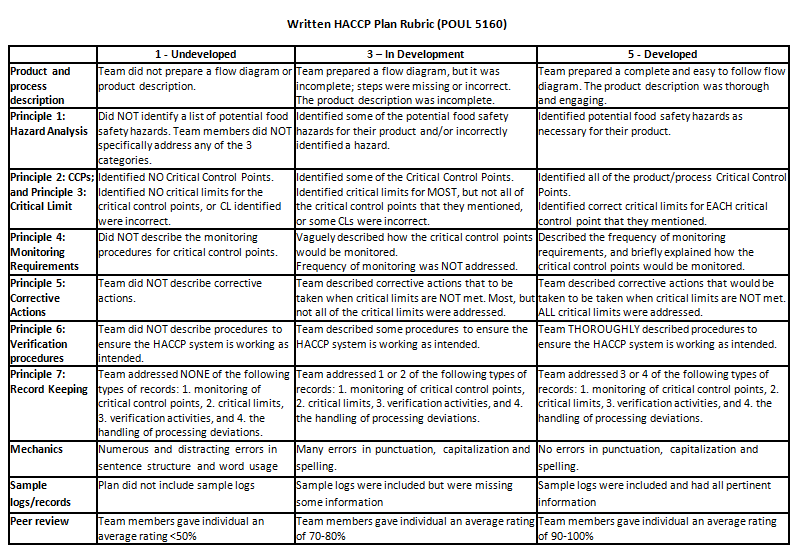 Written HACCP Plan Rubric (POUL 5160)
1 - Undeveloped
3 – In Development
5 - Developed
Product and
process
description
Team did not prepare a flow diagram or
product description.
Team prepared a flow diagram, but it was
incomplete; steps were missing or incorrect.
The product description was incomplete.
Team prepared a complete and easy to follow flow
diagram. The product description was thorough
and engaging.
Principle 1:
Hazard Analysis
Did NOT identify a list of potential food
safety hazards. Team members did NOT
specifically address any of the 3
categories.
Identified some of the potential food safety
hazards for their product and/or incorrectly
identified a hazard.
Identified potential food safety hazards as
necessary for their product.
Principle 2: CCPs;
and Principle 3:
Critical Limit
Identified NO Critical Control Points.
Identified NO critical limits for the
critical control points, or CL identified
were incorrect.
Identified some of the Critical Control Points.
Identified critical limits for MOST, but not all of
the critical control points that they mentioned,
or some CLs were incorrect.
Identified all of the product/process Critical Control
Points.
Identified correct critical limits for EACH critical
control point that they mentioned.
Principle 4:
Monitoring
Requirements
Did NOT describe the monitoring
procedures for critical control points.
Vaguely described how the critical control points
would be monitored.
Frequency of monitoring was NOT addressed.
Described the frequency of monitoring
requirements, and briefly explained how the
critical control points would be monitored.
Principle 5:
Corrective
Actions
Team did NOT describe corrective
actions.
Team described corrective actions that to be
taken when critical limits are NOT met. Most, but
not all of the critical limits were addressed.
Team described corrective actions that would be
taken to be taken when critical limits are NOT met.
ALL critical limits were addressed.
Principle 6:
Verification
procedures
Team did NOT describe procedures to
ensure the HACCP system is working as
intended.
Team described some procedures to ensure the
HACCP system is working as intended.
Team THOROUGHLY described procedures to
ensure the HACCP system is working as intended.
Principle 7:
Record Keeping
Team addressed NONE of the following
types of records: 1. monitoring of
critical control points, 2. critical limits,
3. verification activities, and 4. the
handling of processing deviations.
Team addressed 1 or 2 of the following types of
records: 1. monitoring of critical control points,
2. critical limits, 3. verification activities, and 4.
the handling of processing deviations.
Team addressed 3 or 4 of the following types of
records: 1. monitoring of critical control points, 2.
critical limits, 3. verification activities, and 4. the
handling of processing deviations.
Mechanics
Numerous and distracting errors in
sentence structure and word usage
Many errors in punctuation, capitalization and
spelling.
No errors in punctuation, capitalization and
spelling.
Sample
logs/records
Plan did not include sample logs
Sample logs were included but were missing
some information
Sample logs were included and had all pertinent
information
Peer review
Team members gave individual an
average rating <50%
Team members gave individual an average rating
of 70-80%
Team members gave individual an average rating
of 90-100%